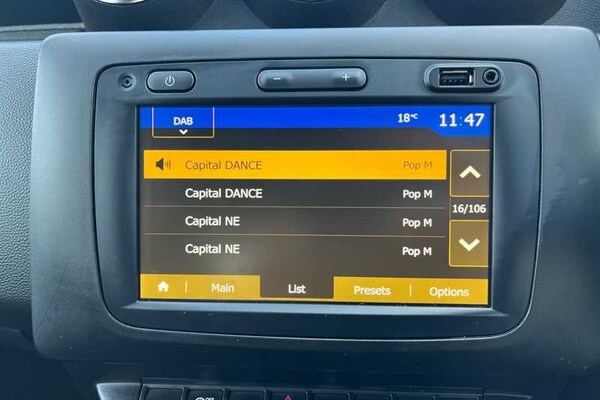 DAB 18°C 11:47
Capital DANCE Pop M
Capital DANCE Pop M
16/106
Capital NE Pop M
Capital NE Pop M
Main List Presets Options
OFF